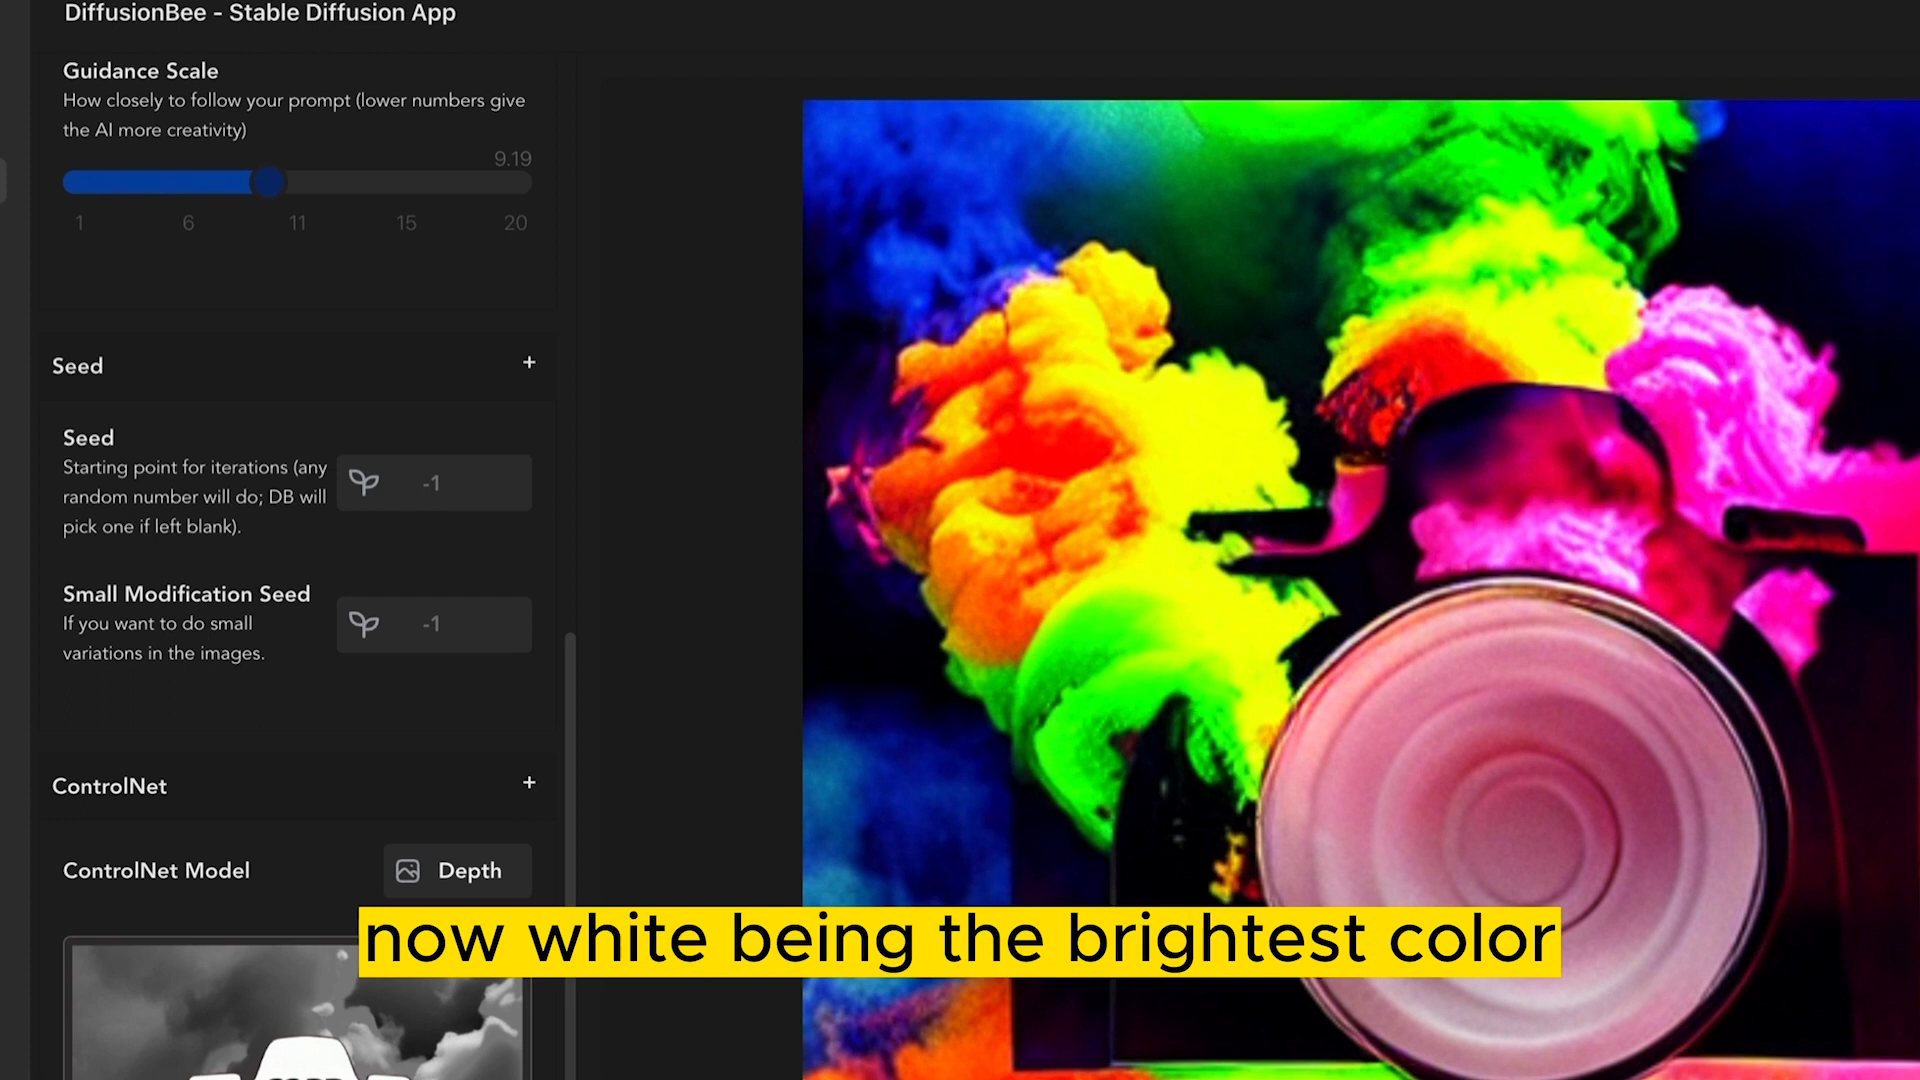 DiffusionBee - Stable Diffusion App
Guidance Scale
How closely to follow your prompt (lower numbers give
the AI more creativity)
9.19
1 6 11 15 20
Seed +
Seed
Starting point for iterations (any
random number will do; DB will
pick one if left blank).
-1
Small Modification Seed
If you want to do small
variations in the images.
-1
ControlNet +
ControlNet Model
Depth
now white being the brightest color